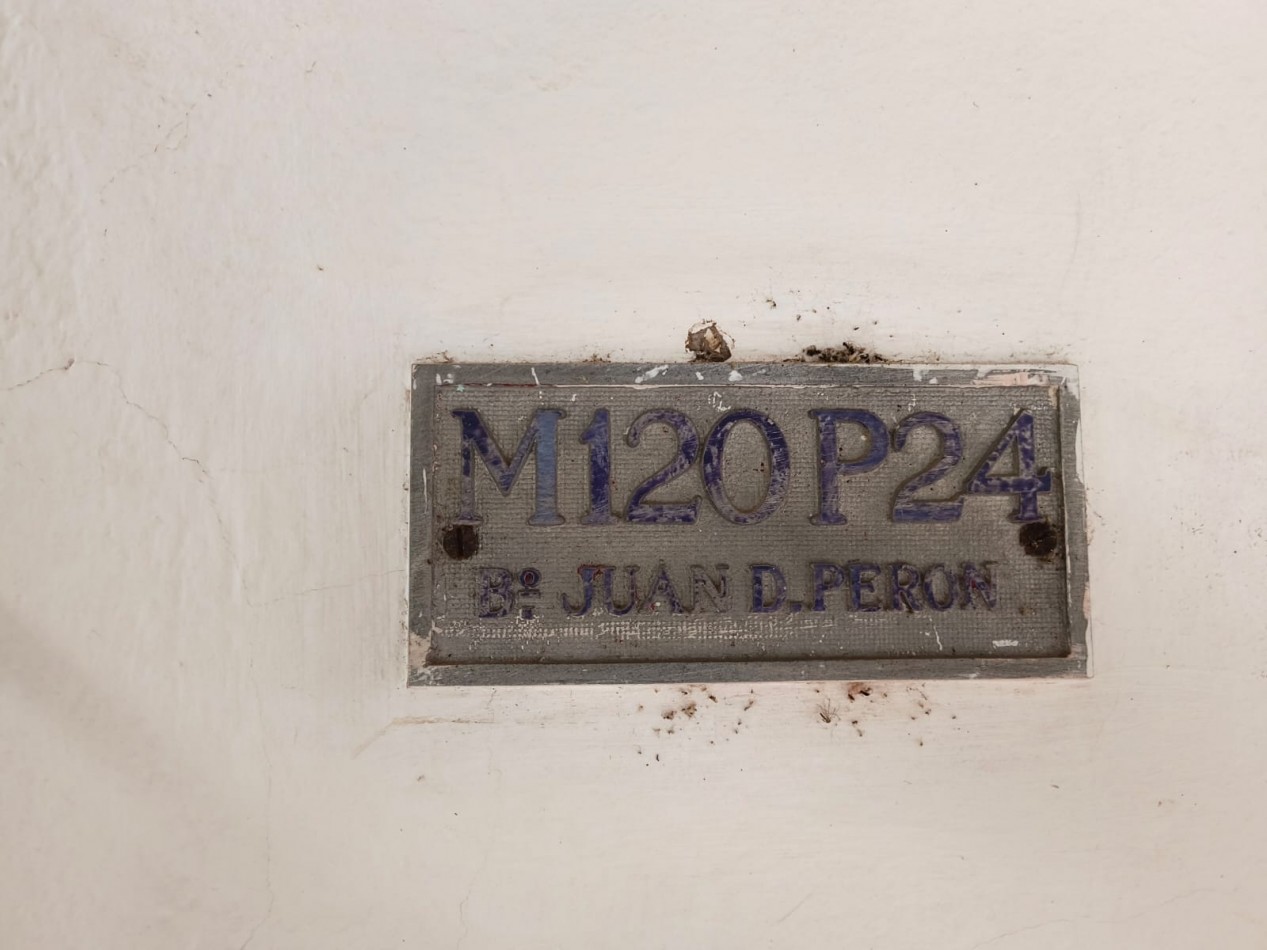 M120 P24
Bº JUAN D. PERON